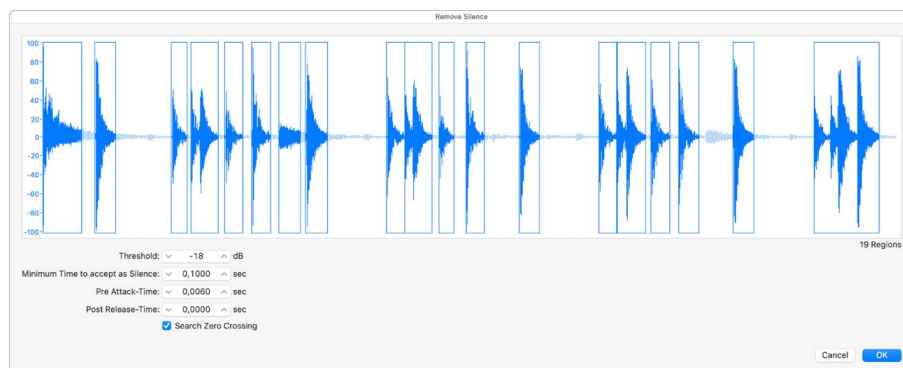 Remove Silence
100
80
60
40
20
0
-20
-40
-60
-80
-100
19 Regions
Threshold: -18 dB
Minimum Time to accept as Silence: 0,1000 sec
Pre Attack-Time: 0,0060 sec
Post Release-Time: 0,0000 sec
Search Zero Crossing
Cancel OK